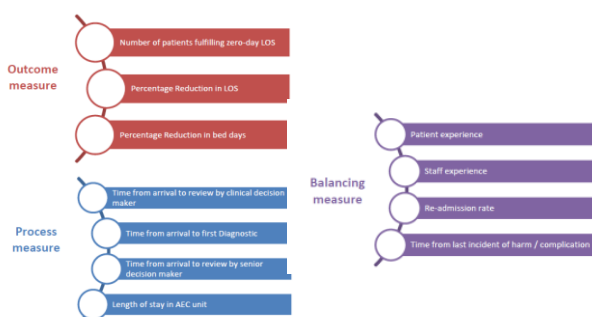 Outcome
measure
Number of patients fulfilling zero-day LOS
Percentage Reduction in LOS
Percentage Reduction in bed days
Process
measure
Time from arrival to review by clinical decision
maker
Time from arrival to first Diagnostic
Time from arrival to review by senior
decision maker
Length of stay in AEC unit
Balancing
measure
Patient experience
Staff experience
Re-admission rate
Time from last incident of harm / complication